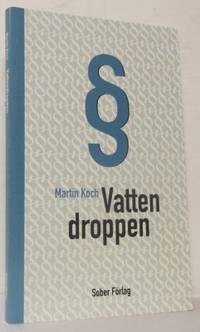 §
Martin Koch Vatten
droppen
Sober Förlag